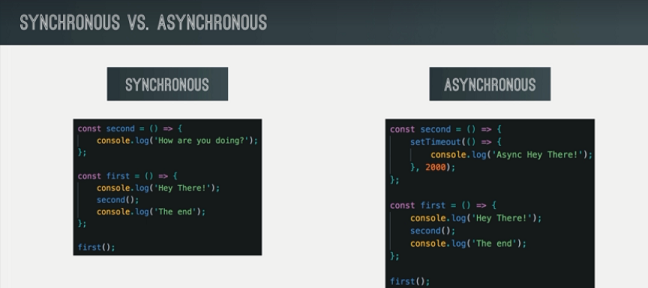 SYNCHRONOUS VS. ASYNCHRONOUS
SYNCHRONOUS
const second = () => {
    console.log('How are you doing?');
};
const first = () => {
    console.log('Hey There!');
    second();
    console.log('The end');
};
first();
ASYNCHRONOUS
const second = () => {
    setTimeout(() => {
        console.log('Async Hey There!');
    }, 2000);
};
const first = () => {
    console.log('Hey There!');
    second();
    console.log('The end');
};
first();